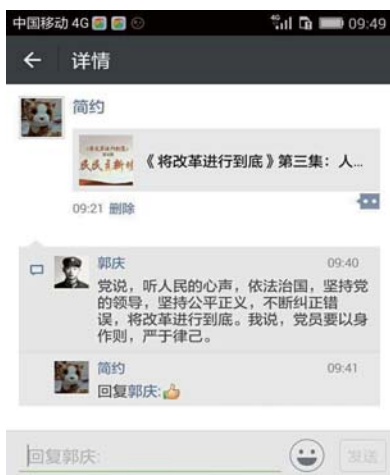 中国移动 4G 09:49
详情
简约
《将改革进行到底》第三集：人...
09:21 删除
郭庆 09:40
党说，听人民的心声，依法治国，坚持党
的领导，坚持公平正义，不断纠正错
误，将改革进行到底。我说，党员要以身
作则，严于律己。
简约 09:41
回复郭庆:
回复郭庆:
发送